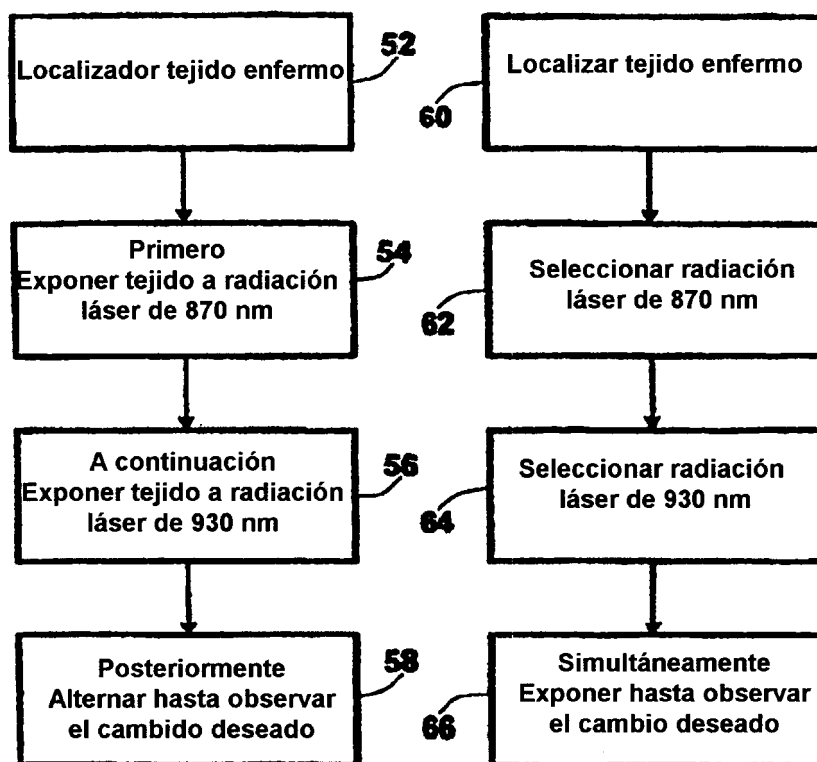 Localizador tejido enfermo
52
Primero
Exponer tejido a radiación
láser de 870 nm
54
A continuación
Exponer tejido a radiación
láser de 930 nm
56
Posteriormente
Alternar hasta observar
el cambido deseado
58
Localizar tejido enfermo
60
Seleccionar radiación
láser de 870 nm
62
Seleccionar radiación
láser de 930 nm
64
Simultáneamente
Exponer hasta observar
el cambio deseado
66